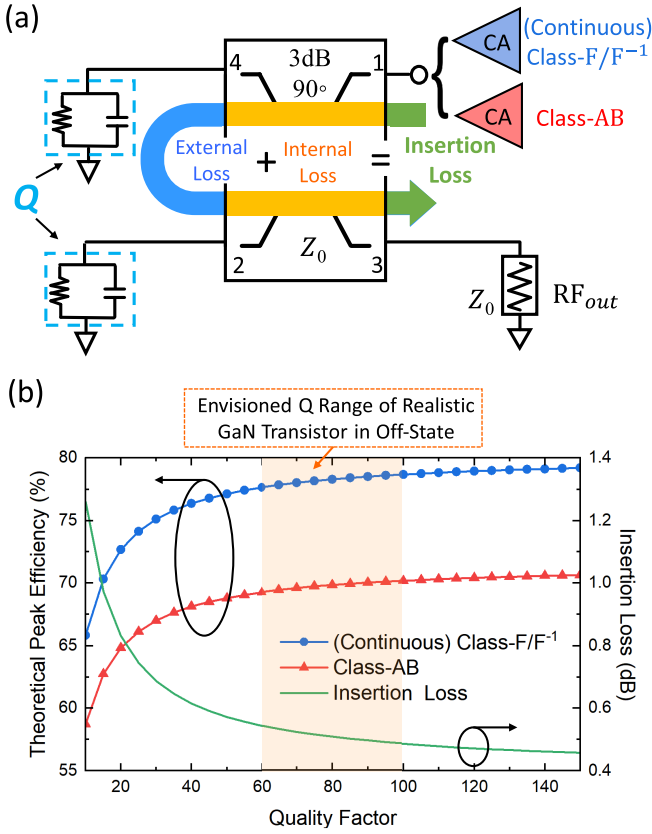 (a)
4
3dB
1
90°
CA
(Continuous)
Class-F/F⁻¹
CA
Class-AB
External
Loss
+
Internal
Loss
=
Insertion
Loss
Q
2
Z₀
3
Z₀
RFout
(b)
Envisioned Q Range of Realistic
GaN Transistor in Off-State
Theoretical Peak Efficiency (%)
80
75
70
65
60
55
1.4
1.2
1.0
0.8
0.6
0.4
Insertion Loss (dB)
(Continuous) Class-F/F⁻¹
Class-AB
Insertion Loss
20
40
60
80
100
120
140
Quality Factor